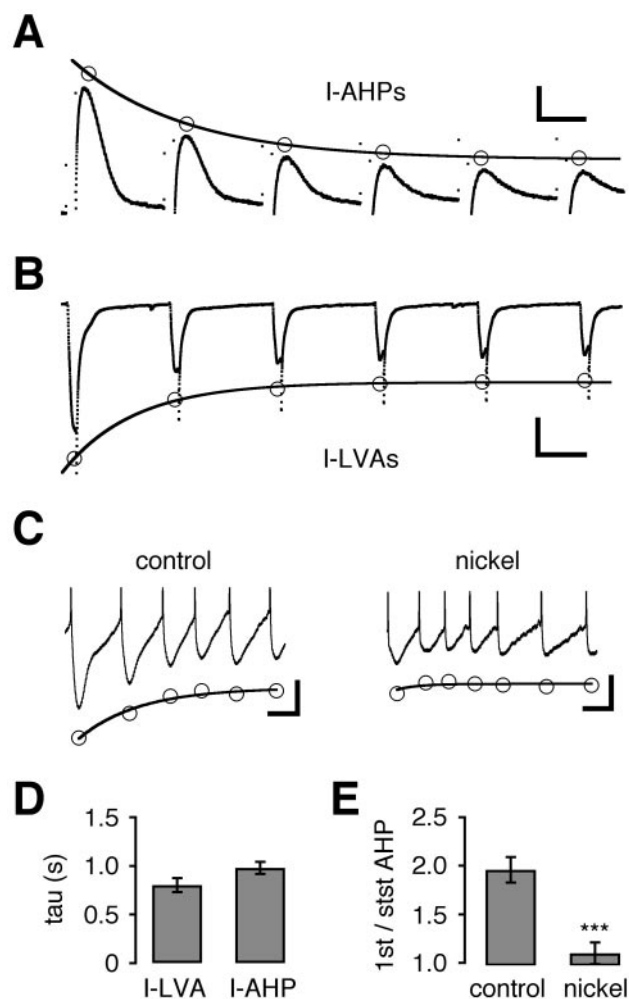 A
I-AHPs
B
I-LVAs
C
control
nickel
D
E
1.5
1.0
0.5
0
tau (s)
I-LVA
I-AHP
2.5
2.0
1.5
1.0
1st / stst AHP
***
control
nickel